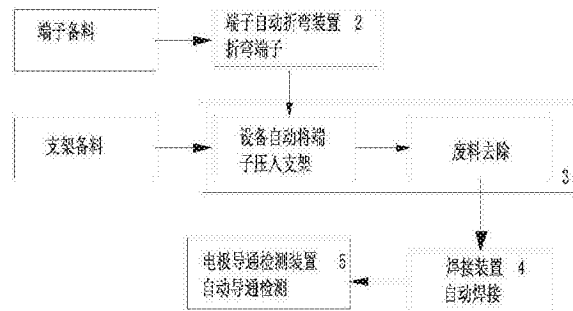 端子备料
端子自动折弯装置 2
折弯端子
支架备料
设备自动将端
子压入支架
废料去除
3
电极导通检测装置 5
自动导通检测
焊接装置 4
自动焊接